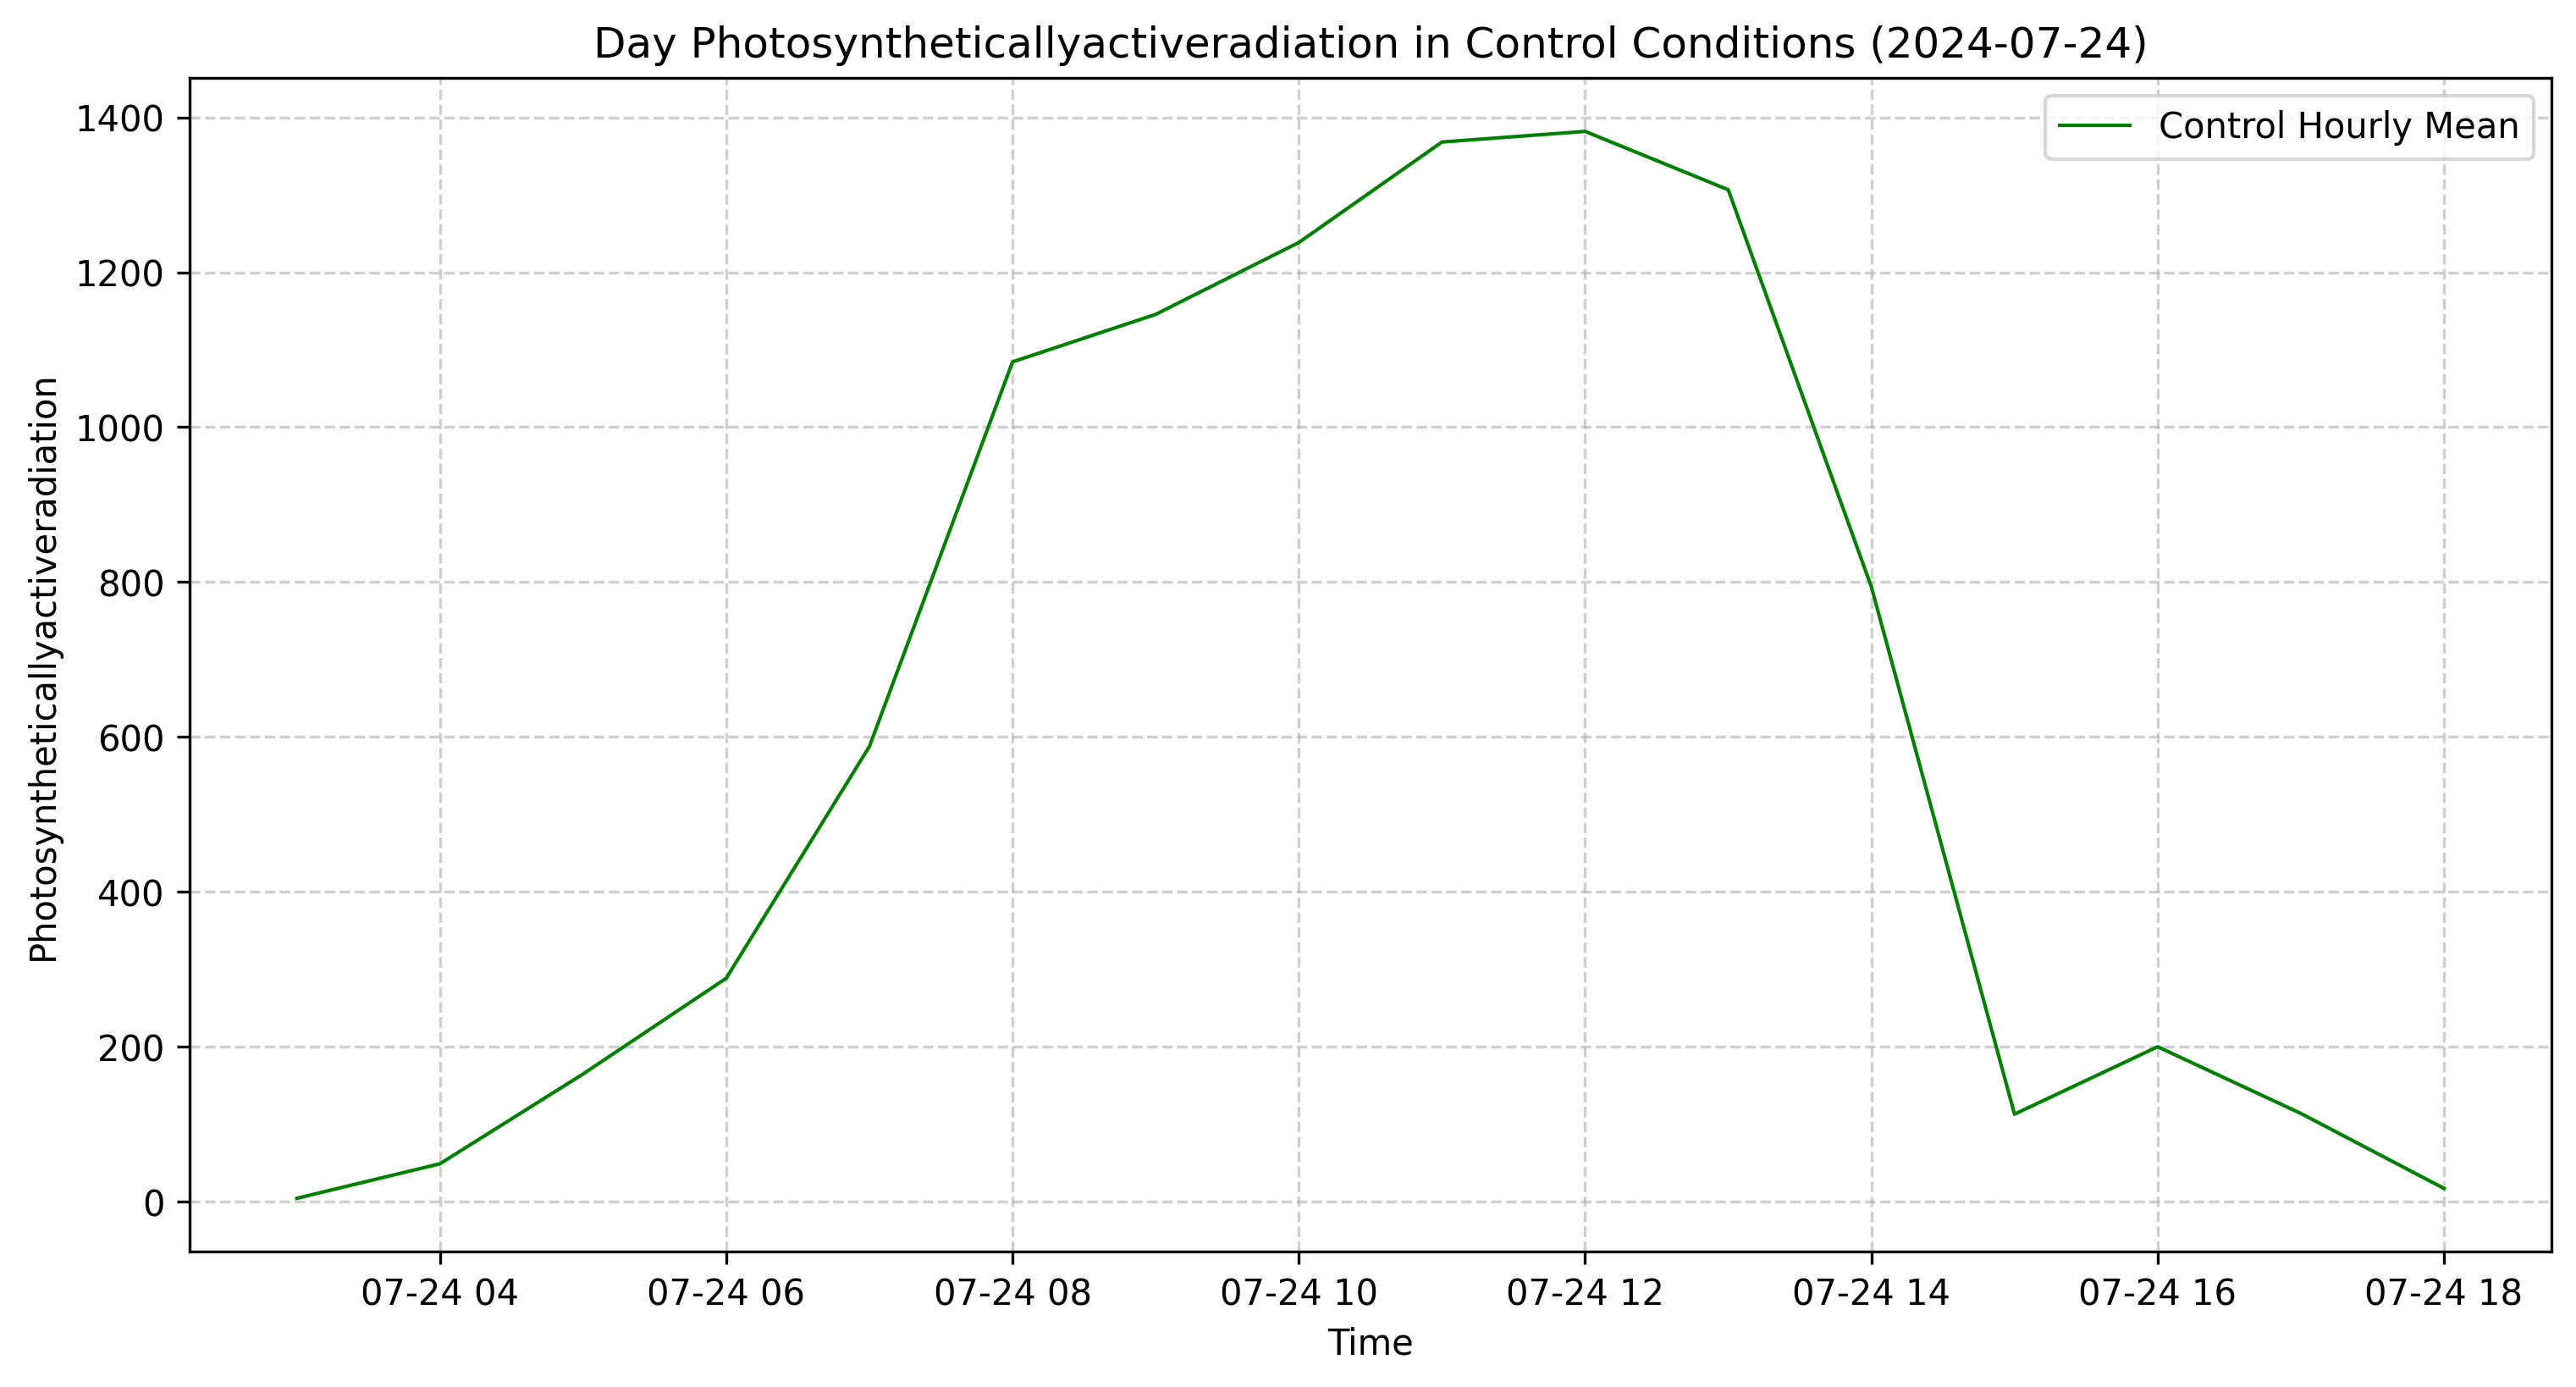 Day Photosyntheticallyactiveradiation in Control Conditions (2024-07-24)
Control Hourly Mean
Photosyntheticallyactiveradiation
1400
1200
1000
800
600
400
200
0
07-24 04 07-24 06 07-24 08 07-24 10 07-24 12 07-24 14 07-24 16 07-24 18
Time